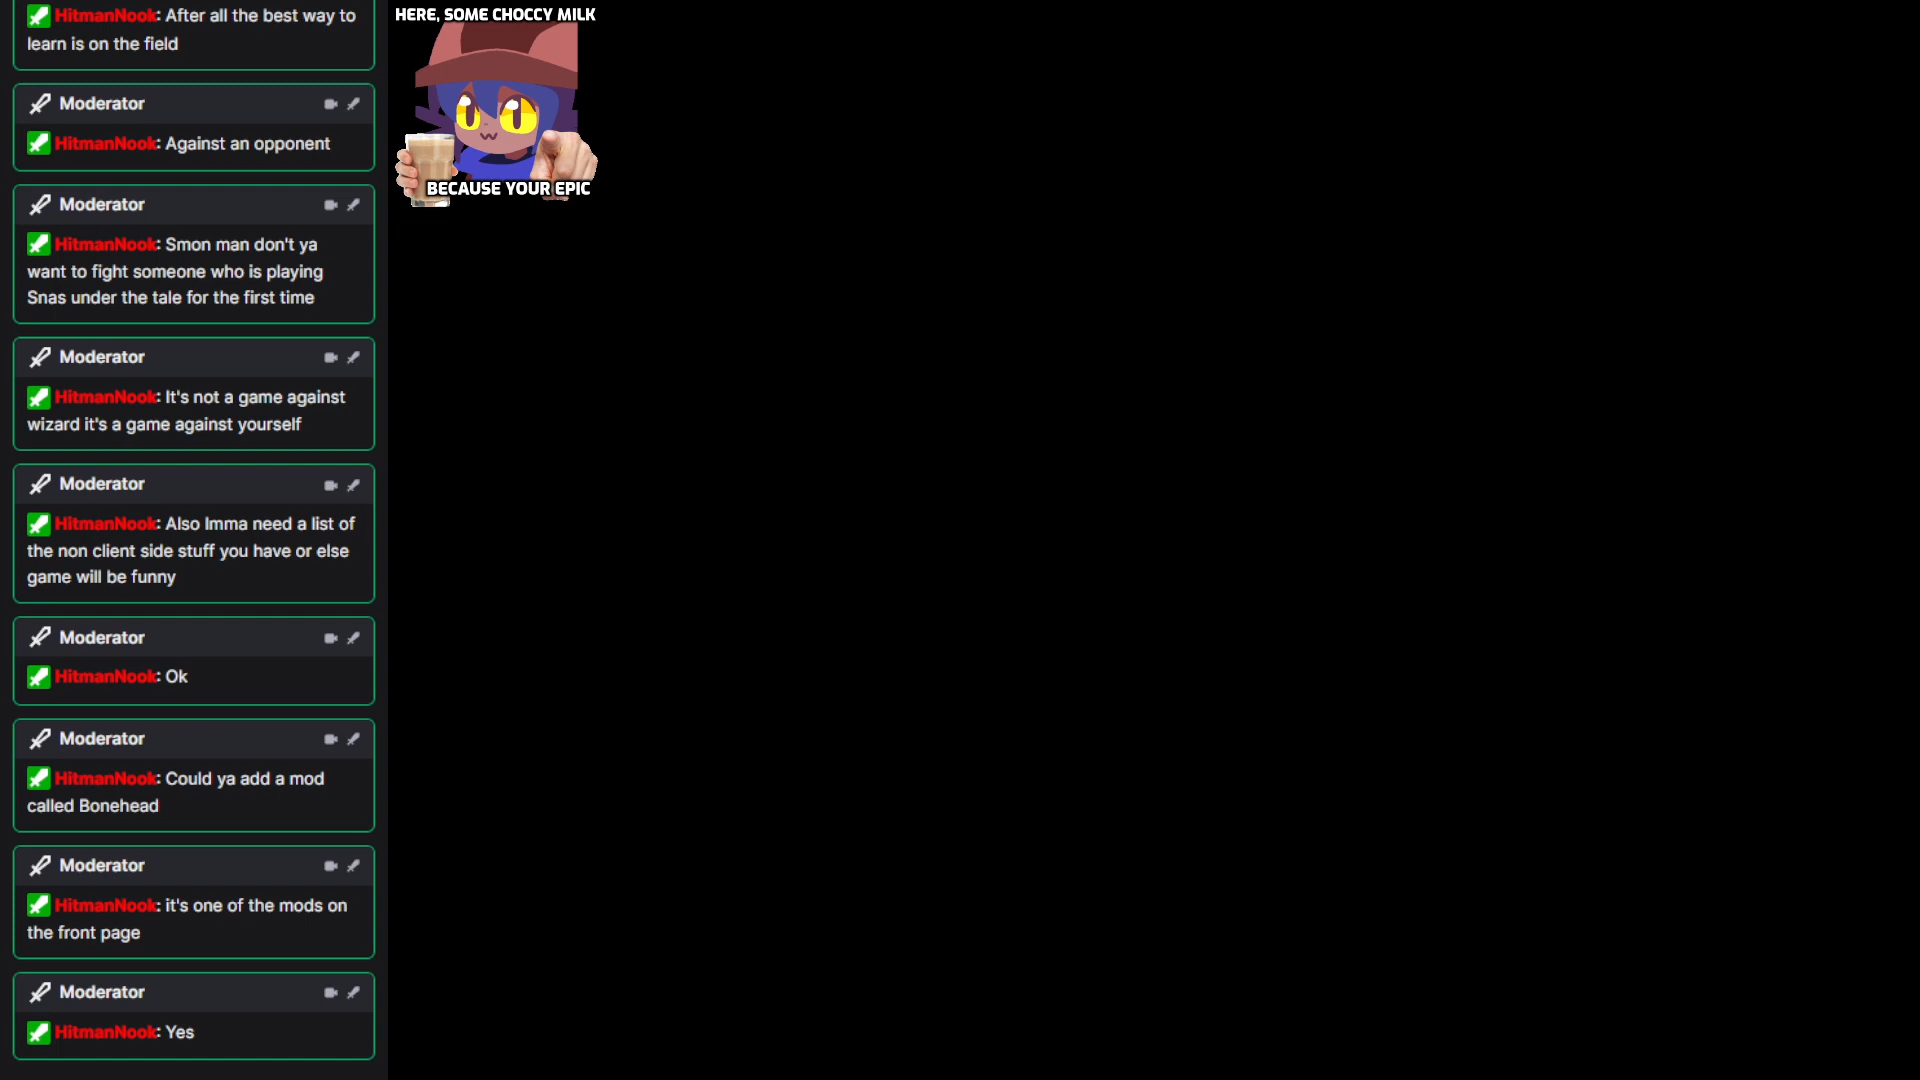 HitmanNook: After all the best way to
learn is on the field
Moderator
HitmanNook: Against an opponent
Moderator
HitmanNook: Smon man don't ya
want to fight someone who is playing
Snas under the tale for the first time
Moderator
HitmanNook: It's not a game against
wizard it's a game against yourself
Moderator
HitmanNook: Also Imma need a list of
the non client side stuff you have or else
game will be funny
Moderator
HitmanNook: Ok
Moderator
HitmanNook: Could ya add a mod
called Bonehead
Moderator
HitmanNook: it's one of the mods on
the front page
Moderator
HitmanNook: Yes
HERE, SOME CHOCCY MILK
BECAUSE YOUR EPIC